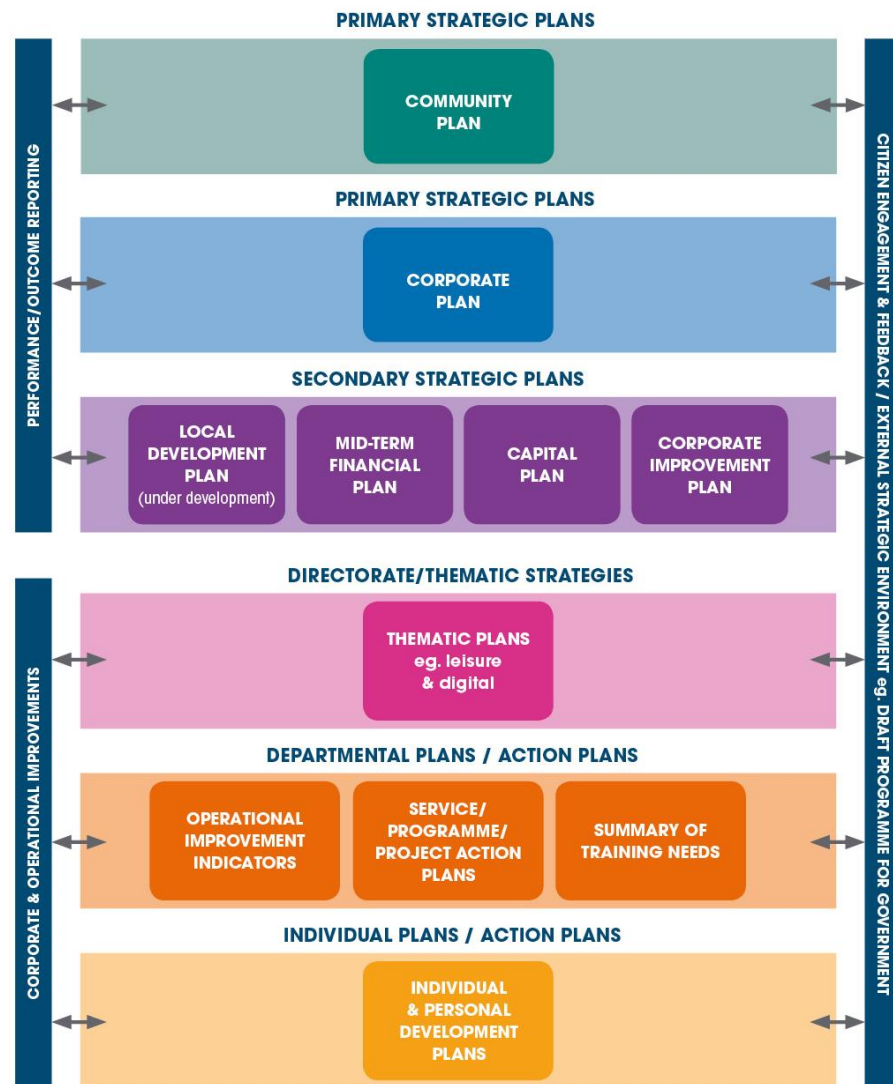 PRIMARY STRATEGIC PLANS
COMMUNITY
PLAN
PRIMARY STRATEGIC PLANS
CORPORATE
PLAN
SECONDARY STRATEGIC PLANS
LOCAL
DEVELOPMENT
PLAN
(under development)
MID-TERM
FINANCIAL
PLAN
CAPITAL
PLAN
CORPORATE
IMPROVEMENT
PLAN
PERFORMANCE/OUTCOME REPORTING
DIRECTORATE/THEMATIC STRATEGIES
THEMATIC PLANS
eg. leisure
& digital
DEPARTMENTAL PLANS / ACTION PLANS
OPERATIONAL
IMPROVEMENT
INDICATORS
SERVICE/
PROGRAMME/
PROJECT ACTION
PLANS
SUMMARY OF
TRAINING NEEDS
INDIVIDUAL PLANS / ACTION PLANS
INDIVIDUAL
& PERSONAL
DEVELOPMENT
PLANS
CORPORATE & OPERATIONAL IMPROVEMENTS
CITIZEN ENGAGEMENT & FEEDBACK / EXTERNAL STRATEGIC ENVIRONMENT eg. DRAFT PROGRAMME FOR GOVERNMENT